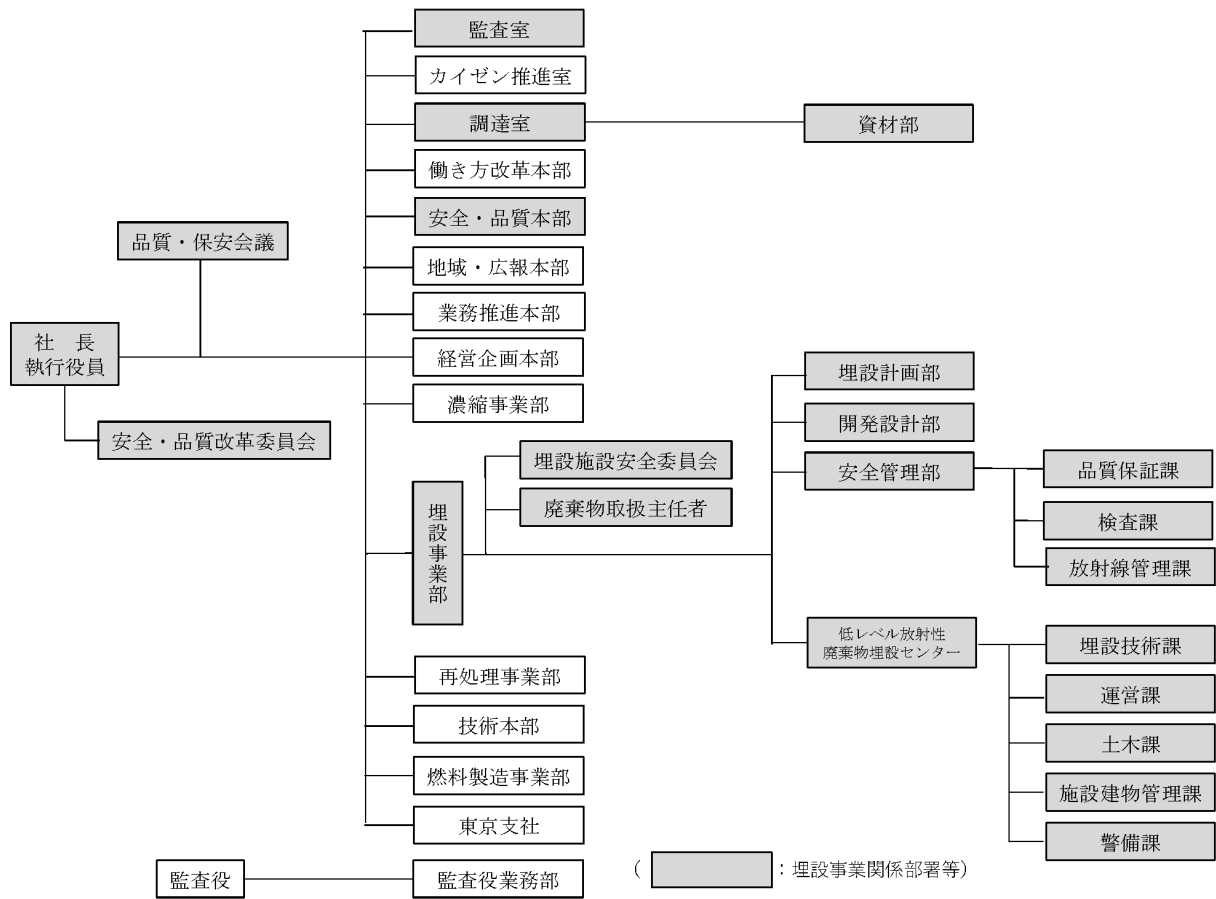 監査室
カイゼン推進室
調達室
資材部
働き方改革本部
安全・品質本部
品質・保安会議
地域・広報本部
業務推進本部
社　長
執行役員
経営企画本部
濃縮事業部
安全・品質改革委員会
埋設計画部
開発設計部
埋設施設安全委員会
安全管理部
品質保証課
廃棄物取扱主任者
検査課
埋設事業部
放射線管理課
低レベル放射性
廃棄物埋設センター
埋設技術課
再処理事業部
運営課
技術本部
土木課
燃料製造事業部
施設建物管理課
東京支社
警備課
監査役
監査役業務部
(　　　：埋設事業関係部署等)